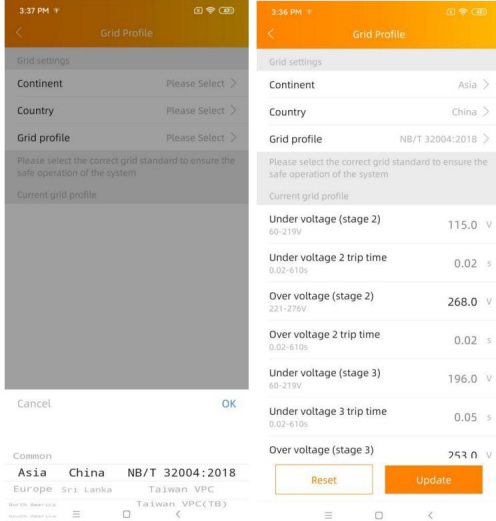 3:37 PM
Grid Profile
Grid settings
Continent Please Select
Country Please Select
Grid profile Please Select
Please select the correct grid standard to ensure the
safe operation of the system
Current grid profile
Cancel OK
Common
Asia China NB/T 32004:2018
Europe Sri Lanka Taiwan VPC
North America Taiwan VPC(TB)
South America
3:36 PM
Grid Profile
Grid settings
Continent Asia
Country China
Grid profile NB/T 32004:2018
Please select the correct grid standard to ensure the
safe operation of the system
Current grid profile
Under voltage (stage 2) 115.0 V
60-219V
Under voltage 2 trip time 0.02 s
0.02-610s
Over voltage (stage 2) 268.0 V
221-276V
Over voltage 2 trip time 0.02 s
0.02-610s
Under voltage (stage 3) 196.0 V
60-219V
Under voltage 3 trip time 0.05 s
0.02-610s
Over voltage (stage 3) 253.0 V
Reset Update